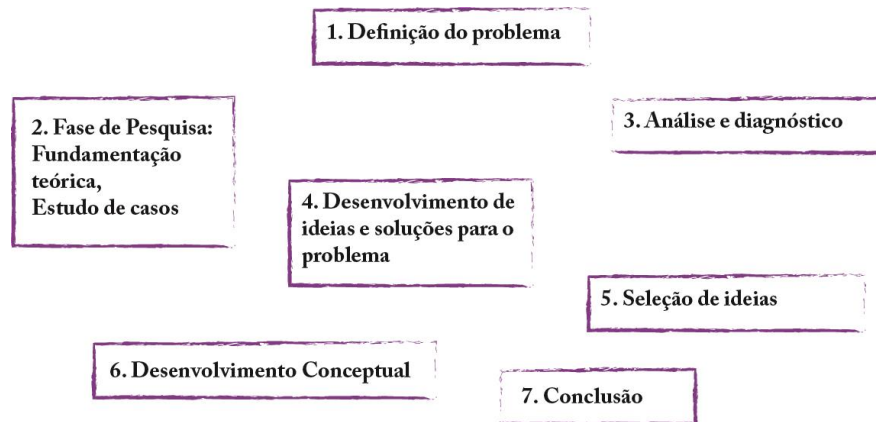 1. Definição do problema
2. Fase de Pesquisa:
Fundamentação
teórica,
Estudo de casos
3. Análise e diagnóstico
4. Desenvolvimento de
ideias e soluções para o
problema
5. Seleção de ideias
6. Desenvolvimento Conceptual
7. Conclusão